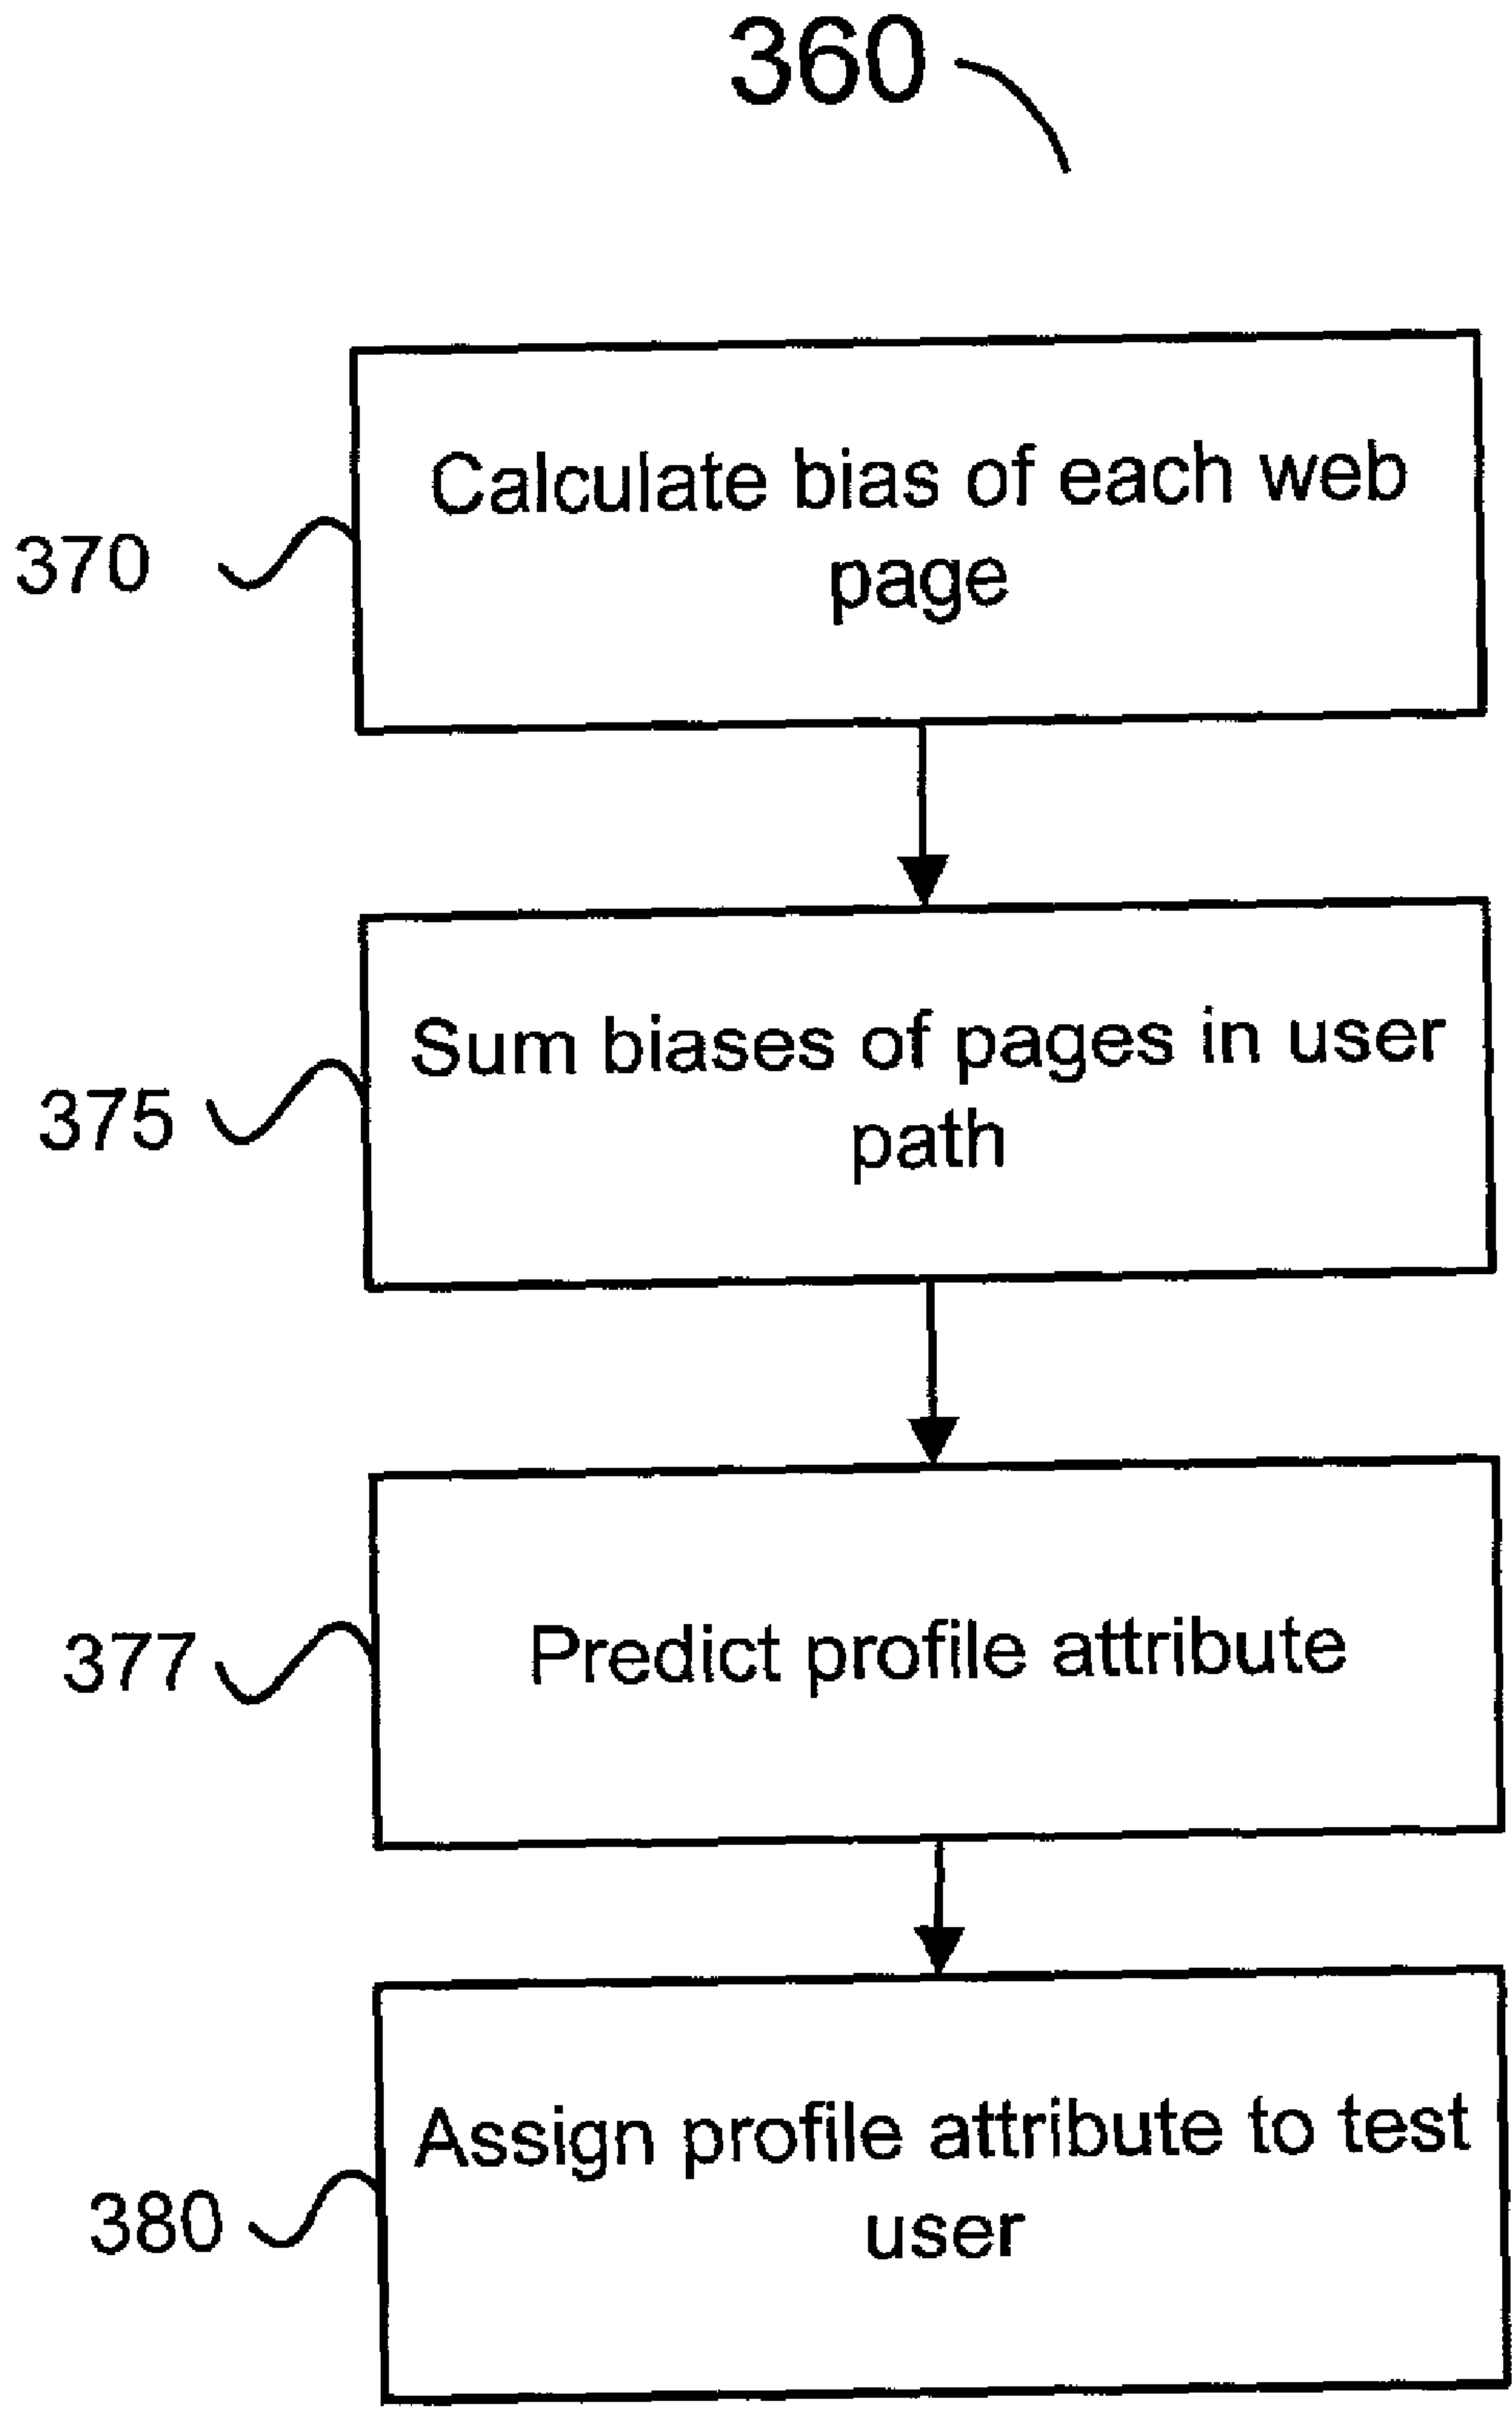 360
Calculate bias of each web
page
370
Sum biases of pages in user
path
375
Predict profile attribute
377
Assign profile attribute to test
user
380